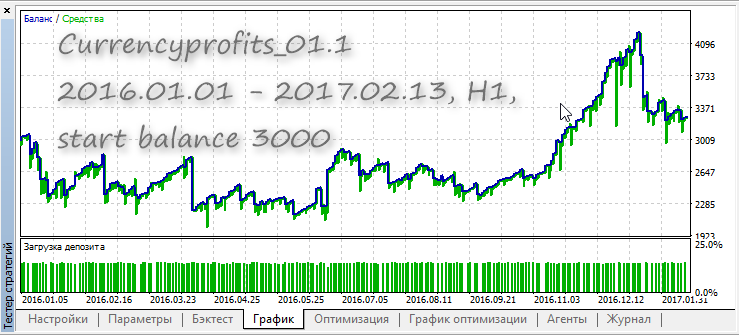 ×
Баланс / Средства
Currencyprofits_01.1
2016.01.01 - 2017.02.13, H1,
start balance 3000
4096
3733
3371
3009
2647
2285
1923
Загрузка депозита
25.0%
0.0%
2016.01.05 2016.02.16 2016.03.23 2016.04.25 2016.05.25 2016.07.05 2016.08.11 2016.09.21 2016.11.03 2016.12.12 2017.01.31
Тестер стратегий
Настройки Параметры Бэктест График Оптимизация График оптимизации Агенты Журнал